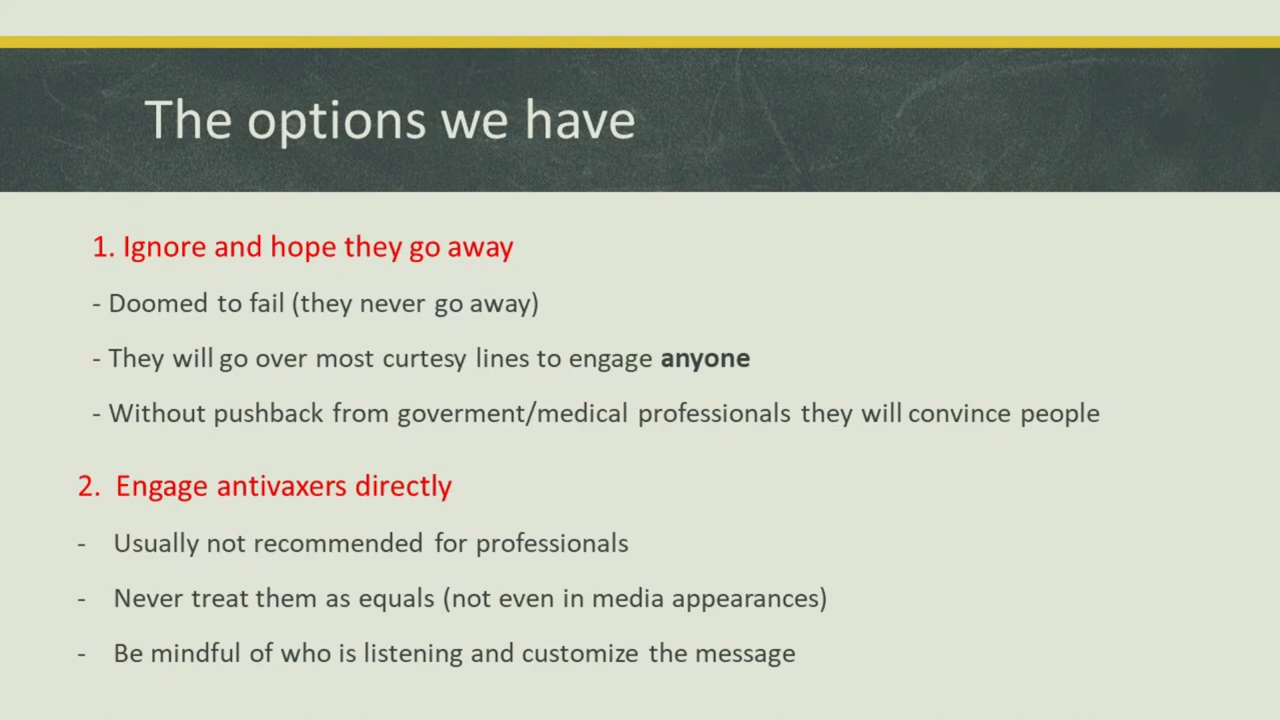 The options we have
1. Ignore and hope they go away
- Doomed to fail (they never go away)
- They will go over most curtesy lines to engage anyone
- Without pushback from goverment/medical professionals they will convince people
2. Engage antivaxers directly
- Usually not recommended for professionals
- Never treat them as equals (not even in media appearances)
- Be mindful of who is listening and customize the message